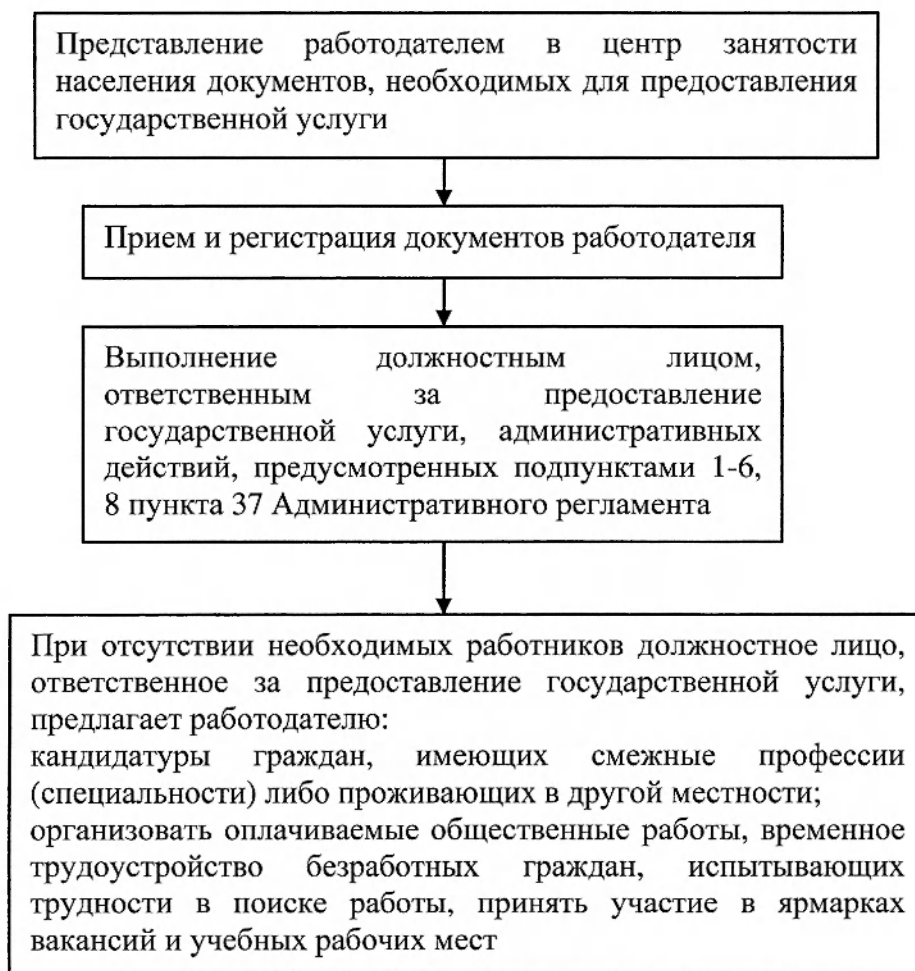 Представление работодателем в центр занятости
населения документов, необходимых для предоставления
государственной услуги
Прием и регистрация документов работодателя
Выполнение должностным лицом,
ответственным за предоставление
государственной услуги, административных
действий, предусмотренных подпунктами 1-6,
8 пункта 37 Административного регламента
При отсутствии необходимых работников должностное лицо,
ответственное за предоставление государственной услуги,
предлагает работодателю:
кандидатуры граждан, имеющих смежные профессии
(специальности) либо проживающих в другой местности;
организовать оплачиваемые общественные работы, временное
трудоустройство безработных граждан, испытывающих
трудности в поиске работы, принять участие в ярмарках
вакансий и учебных рабочих мест